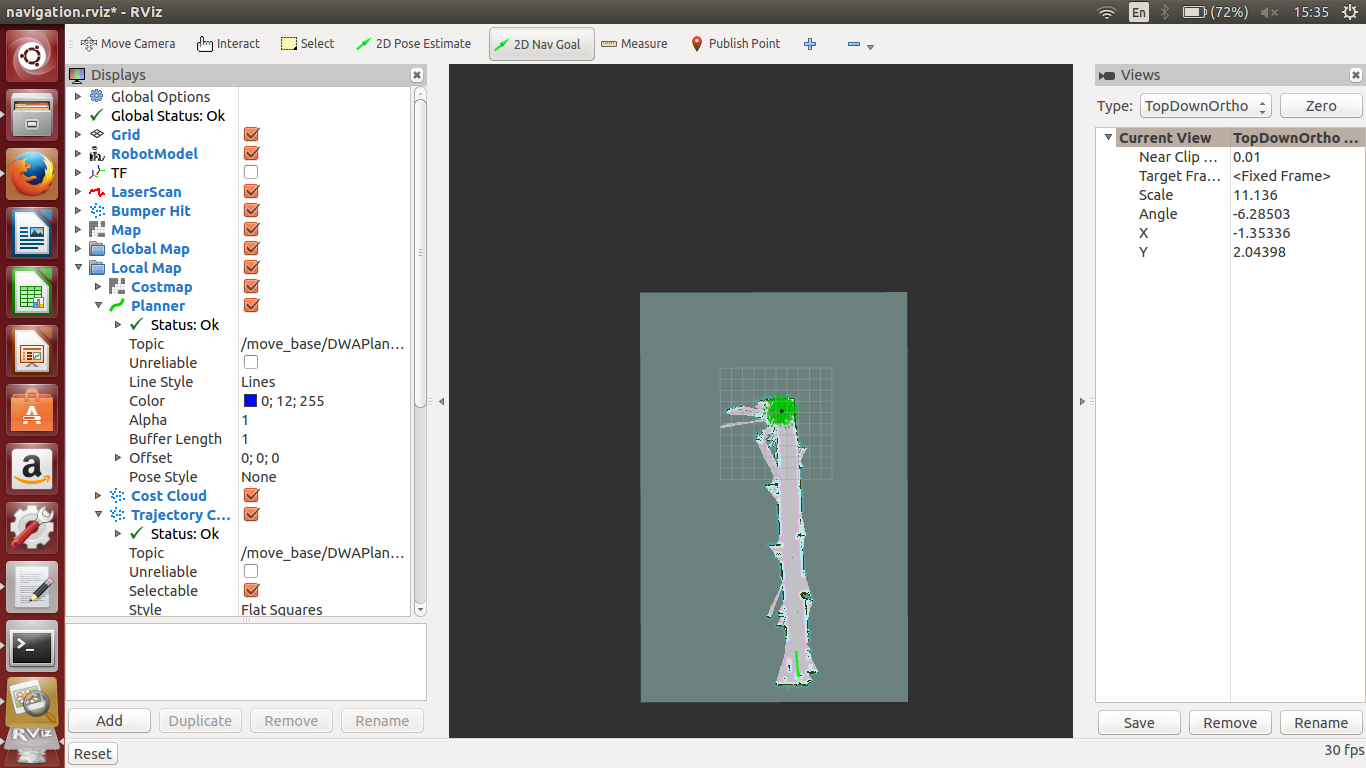 navigation.rviz* - RViz
En
(72%)
15:35
Move Camera
Interact
Select
2D Pose Estimate
2D Nav Goal
Measure
Publish Point
Displays
Global Options
Global Status: Ok
Grid
RobotModel
TF
LaserScan
Bumper Hit
Map
Global Map
Local Map
Costmap
Planner
Status: Ok
Topic /move_base/DWAPlan...
Unreliable
Line Style Lines
Color 0; 12; 255
Alpha 1
Buffer Length 1
Offset 0; 0; 0
Pose Style None
Cost Cloud
Trajectory C...
Status: Ok
Topic /move_base/DWAPlan...
Unreliable
Selectable
Style Flat Squares
Add
Duplicate
Remove
Rename
Reset
Views
Type: TopDownOrtho
Zero
Current View TopDownOrtho ...
Near Clip ... 0.01
Target Fra... <Fixed Frame>
Scale 11.136
Angle -6.28503
X -1.35336
Y 2.04398
Save
Remove
Rename
30 fps
a
RViz